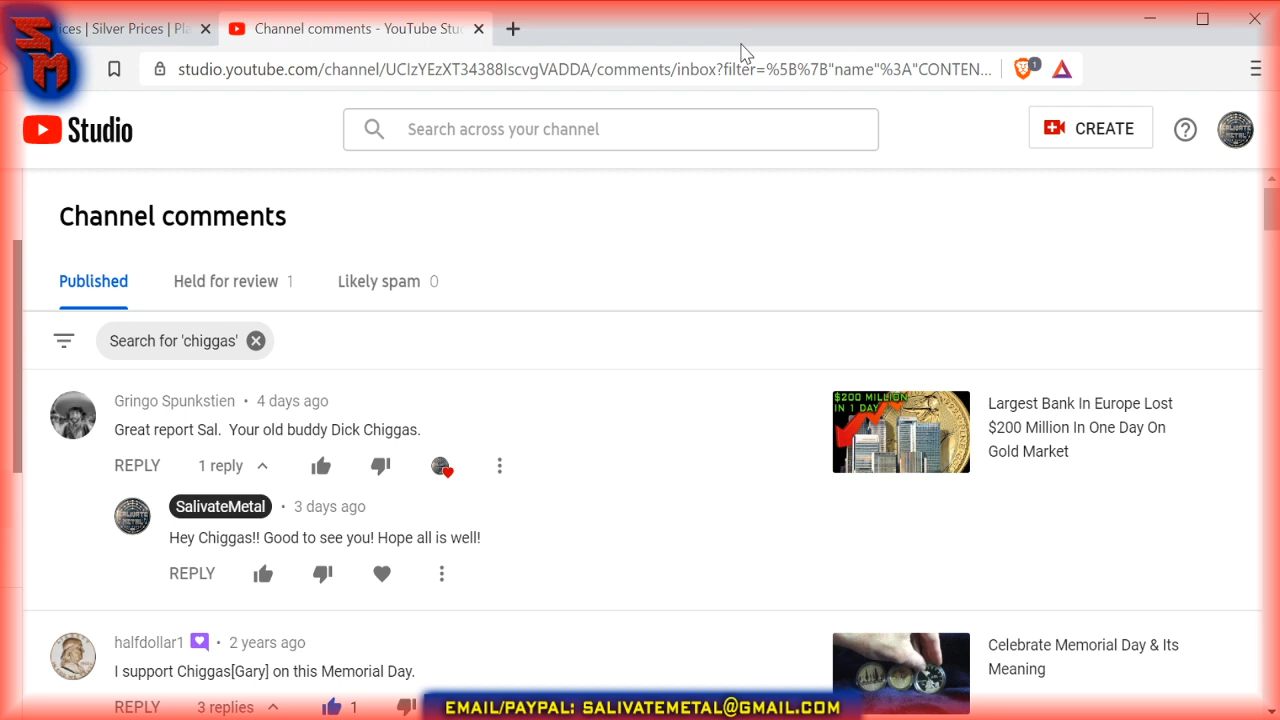 SM
ices | Silver Prices | Pla
Channel comments - YouTube Stu
studio.youtube.com/channel/UCIzYEzXT34388IscvgVADDA/comments/inbox?filter=%5B%7B"name"%3A"CONTEN...
1
Studio
Search across your channel
CREATE
Channel comments
Published
Held for review 1
Likely spam 0
Search for 'chiggas'
Gringo Spunkstien • 4 days ago
Great report Sal. Your old buddy Dick Chiggas.
REPLY 1 reply
$200 MILLION
IN 1 DAY
Largest Bank In Europe Lost
$200 Million In One Day On
Gold Market
SalivateMetal • 3 days ago
Hey Chiggas!! Good to see you! Hope all is well!
REPLY
halfdollar1 • 2 years ago
I support Chiggas[Gary] on this Memorial Day.
REPLY 3 replies 1
Celebrate Memorial Day & Its
Meaning
EMAIL/PAYPAL: SALIVATEMETAL@GMAIL.COM